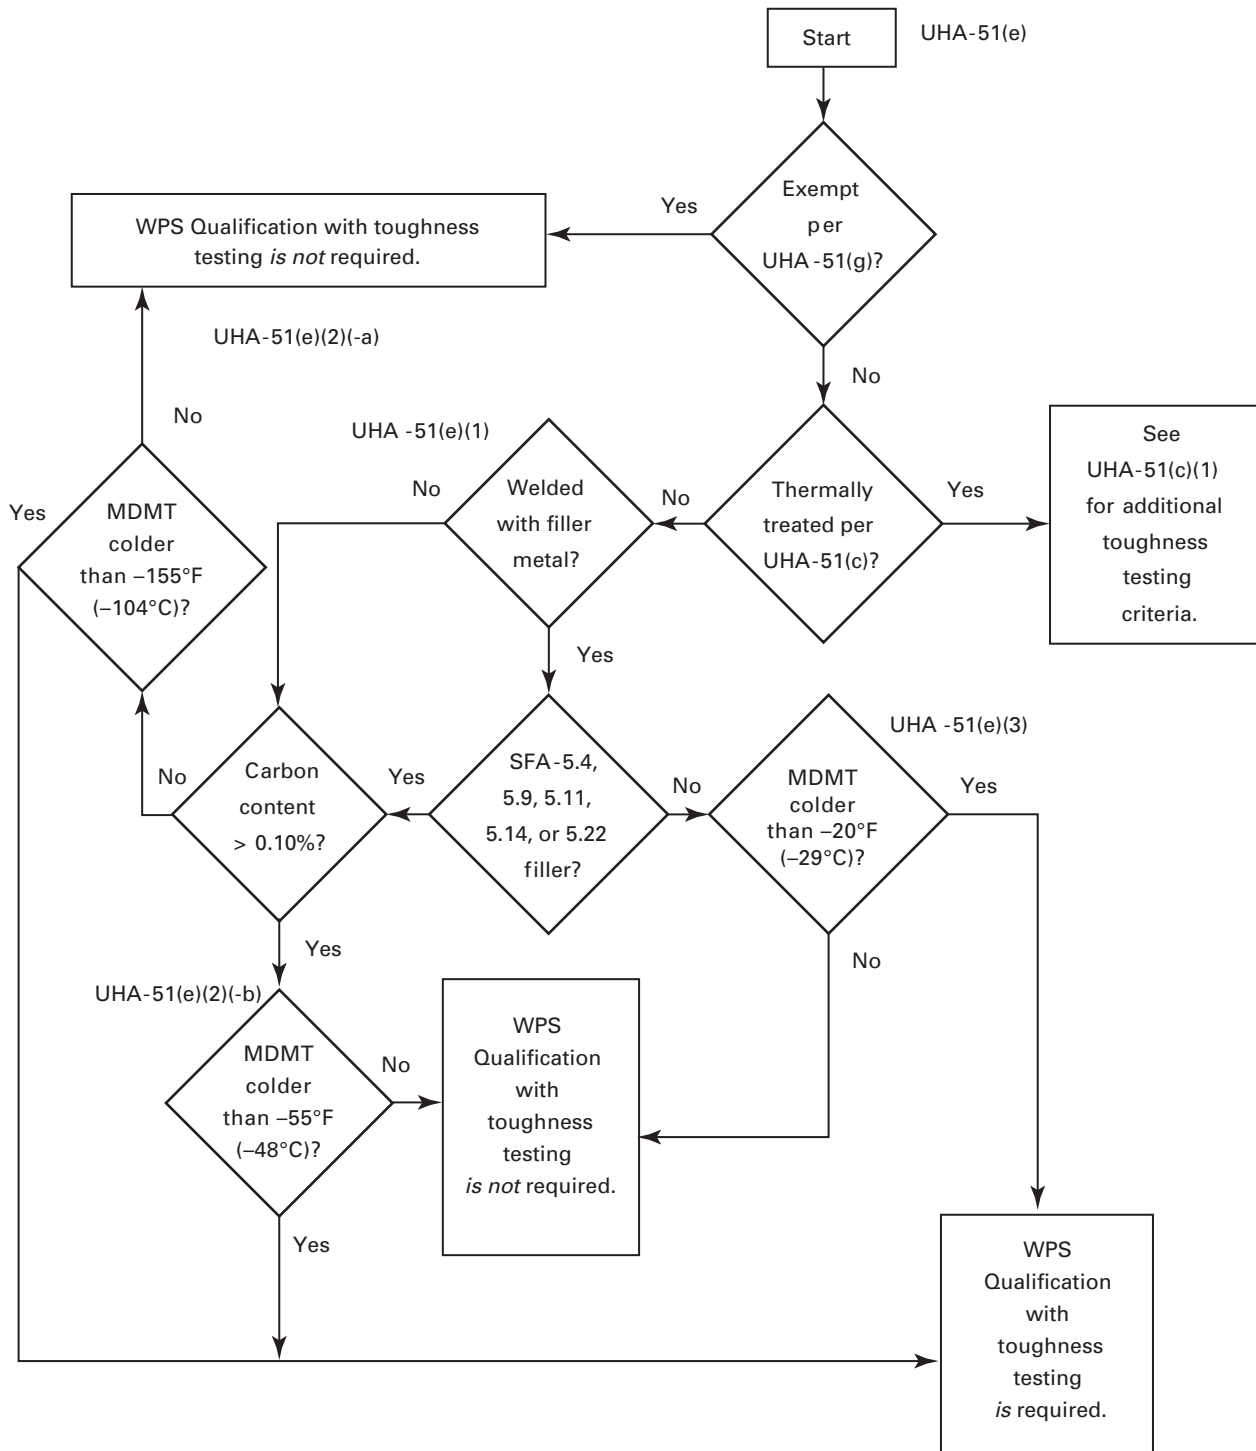 Start
UHA-51(e)
Exempt
per
UHA-51(g)?
Yes
WPS Qualification with toughness
testing is not required.
UHA-51(e)(2)(-a)
No
No
UHA -51(e)(1)
See
UHA-51(c)(1)
for additional
toughness
testing
criteria.
Welded
with filler
metal?
No
No
Thermally
treated per
UHA-51(c)?
Yes
Yes
MDMT
colder
than –155°F
(–104°C)?
Yes
UHA -51(e)(3)
No
Carbon
content
> 0.10%?
Yes
SFA-5.4,
5.9, 5.11,
5.14, or 5.22
filler?
No
MDMT
colder
than –20°F
(–29°C)?
Yes
Yes
No
UHA-51(e)(2)(-b)
MDMT
colder
than –55°F
(–48°C)?
No
WPS
Qualification
with
toughness
testing
is not required.
Yes
WPS
Qualification
with
toughness
testing
is required.